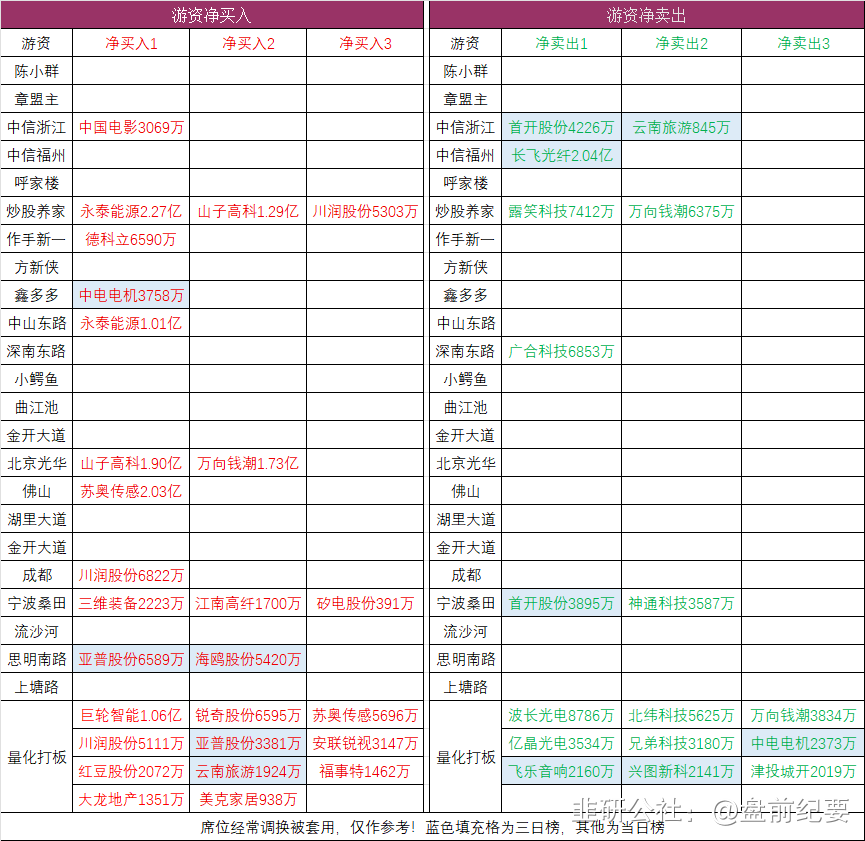 游资净买入 游资净卖出
游资 净买入1 净买入2 净买入3 游资 净卖出1 净卖出2 净卖出3
陈小群 陈小群
章盟主 章盟主
中信浙江 中国电影3069万 中信浙江 首开股份4226万 云南旅游845万
中信福州 中信福州 长飞光纤2.04亿
呼家楼 呼家楼
炒股养家 永泰能源2.27亿 山子高科1.29亿 川润股份5303万 炒股养家 露笑科技7412万 万向钱潮6375万
作手新一 德科立6590万 作手新一
方新侠 方新侠
鑫多多 中电电机3758万 鑫多多
中山东路 永泰能源1.01亿 中山东路
深南东路 深南东路 广合科技6853万
小鳄鱼 小鳄鱼
曲江池 曲江池
金开大道 金开大道
北京光华 山子高科1.90亿 万向钱潮1.73亿 北京光华
佛山 苏奥传感2.03亿 佛山
湖里大道 湖里大道
金开大道 金开大道
成都 川润股份6822万 成都
宁波桑田 三维装备2223万 江南高纤1700万 矽电股份391万 宁波桑田 首开股份3895万 神通科技3587万
流沙河 流沙河
思明南路 亚普股份6589万 海鸥股份5420万 思明南路
上塘路 上塘路
量化打板 巨轮智能1.06亿 锐奇股份6595万 苏奥传感5696万 量化打板 波长光电8786万 北纬科技5625万 万向钱潮3834万
川润股份5111万 亚普股份3381万 安联锐视3147万 亿晶光电3534万 兄弟科技3180万 中电电机2373万
红豆股份2072万 云南旅游1924万 福事特1462万 飞乐音响2160万 兴图新科2141万 津投城开2019万
大龙地产1351万 美克家居938万
韭研公社：@盘前纪要
席位经常调换被套用，仅作参考！蓝色填充格为三日榜，其他为当日榜